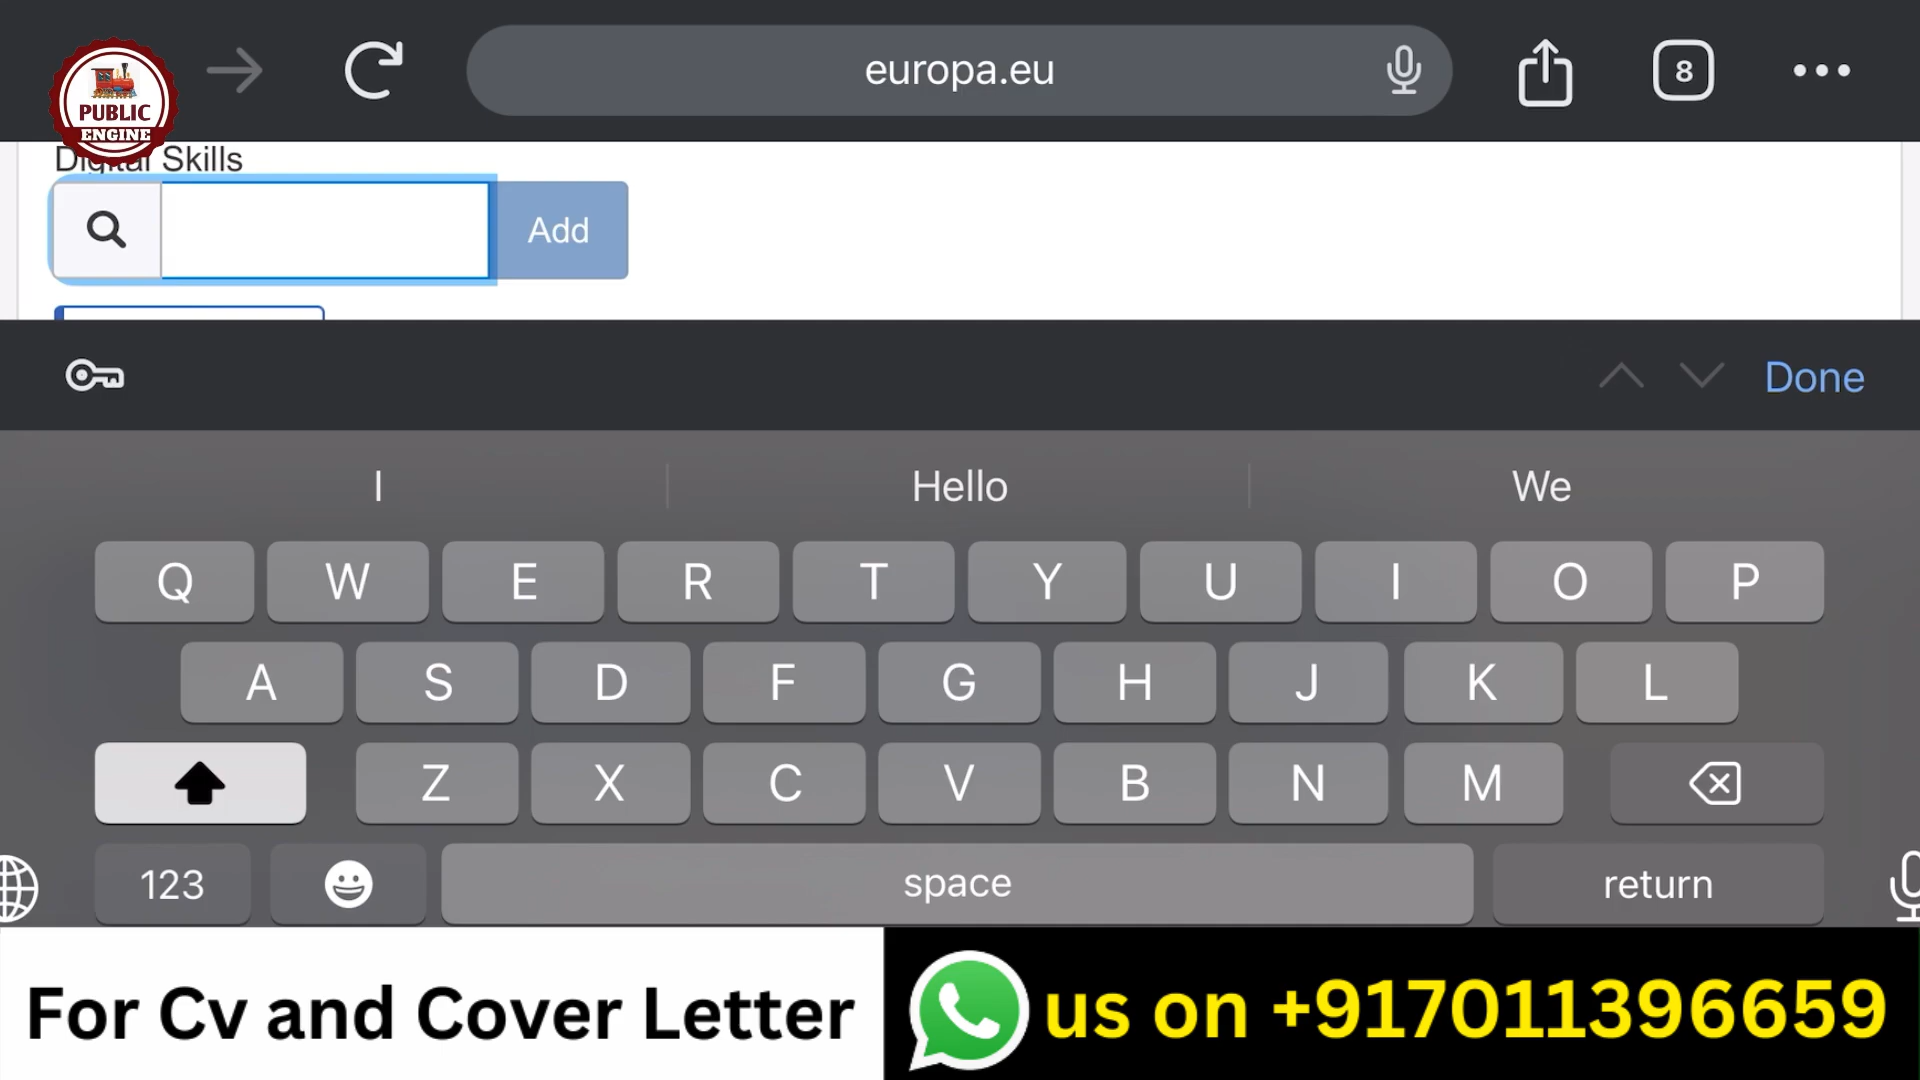 europa.eu
8
PUBLIC
ENGINE
Digital Skills
Add
Done
I Hello We
Q W E R T Y U I O P
A S D F G H J K L
Z X C V B N M
123 space return
For Cv and Cover Letter us on +917011396659